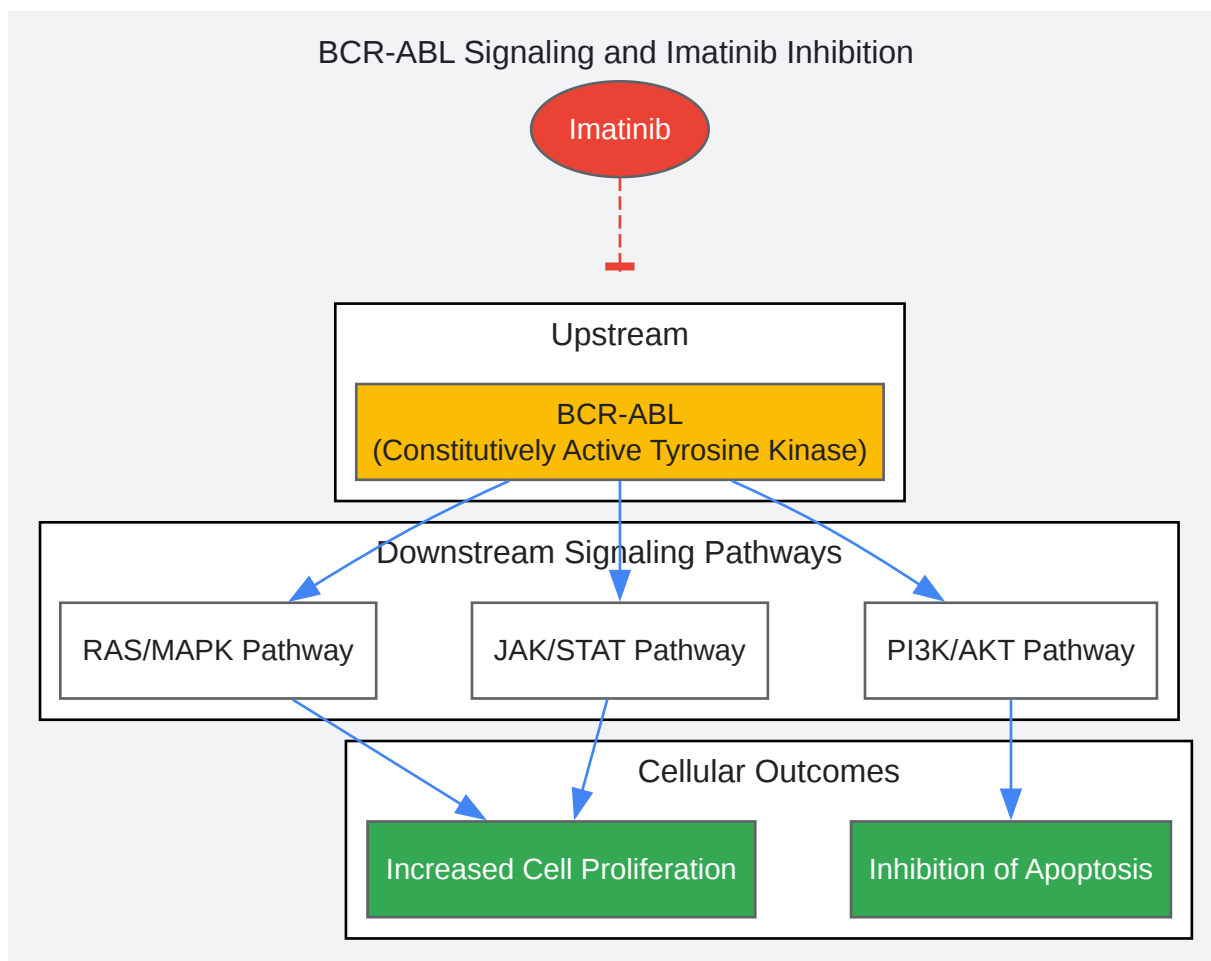 BCR-ABL Signaling and Imatinib Inhibition
Imatinib
Upstream
BCR-ABL
(Constitutively Active Tyrosine Kinase)
Downstream Signaling Pathways
RAS/MAPK Pathway
JAK/STAT Pathway
PI3K/AKT Pathway
Cellular Outcomes
Increased Cell Proliferation
Inhibition of Apoptosis